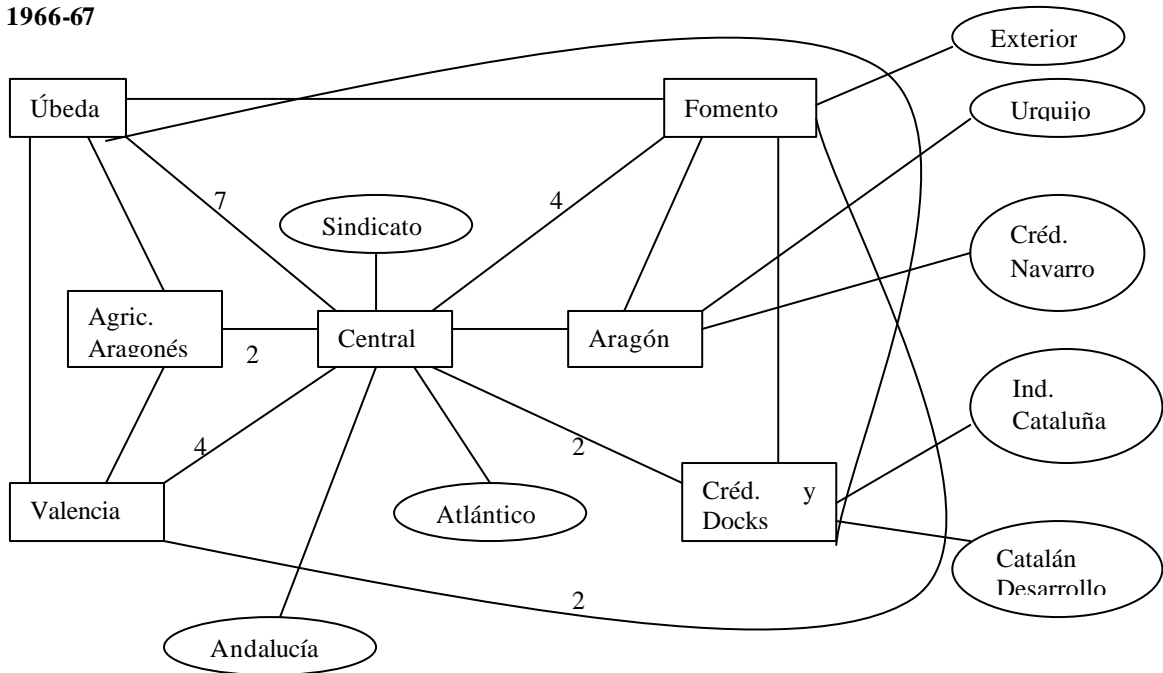 1966-67
Exterior
Úbeda
Fomento
Urquijo
7
4
Sindicato
Créd.
Navarro
Agric.
Aragonés
2
Central
Aragón
Ind.
Cataluña
4
2
Valencia
Atlántico
Créd. y
Docks
Catalán
Desarrollo
2
Andalucía